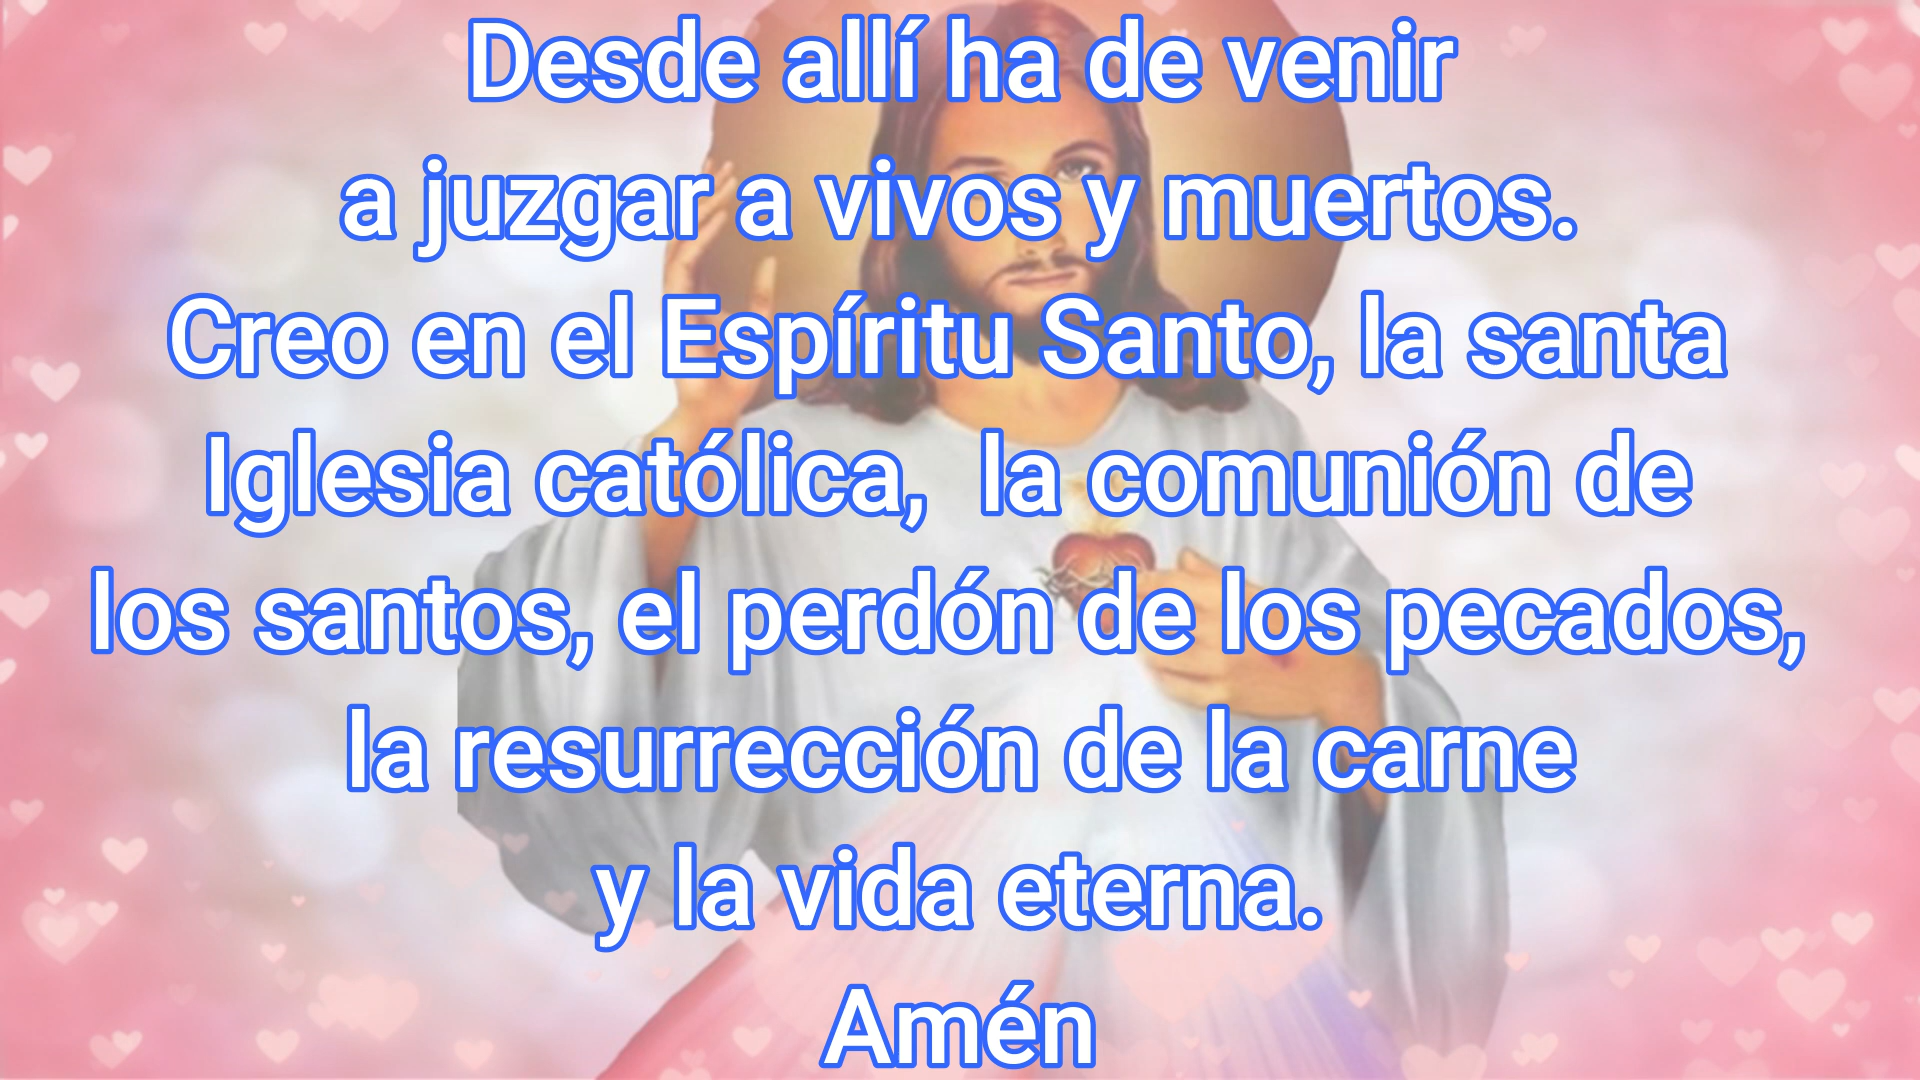 Desde allí ha de venir
a juzgar a vivos y muertos.
Creo en el Espíritu Santo, la santa
Iglesia católica,  la comunión de
los santos, el perdón de los pecados,
la resurrección de la carne
y la vida eterna.
Amén